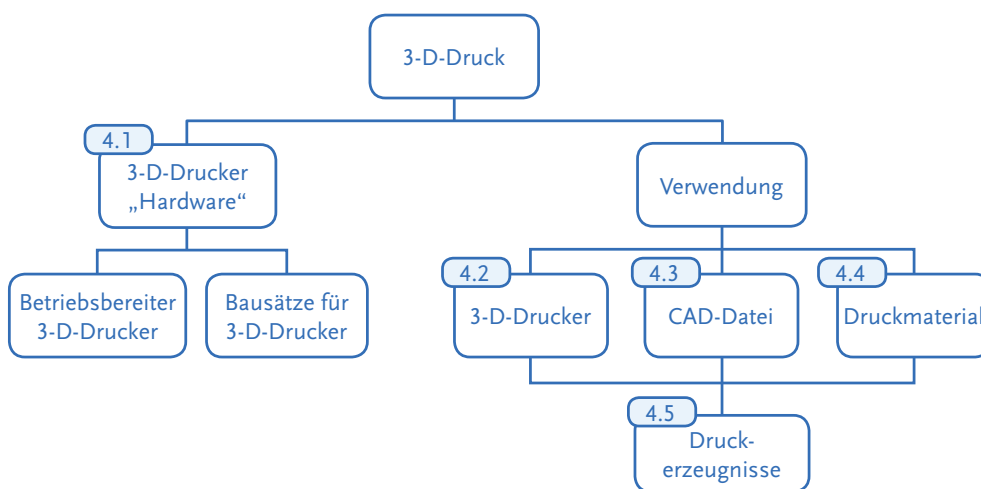 3-D-Druck
4.1
3-D-Drucker
„Hardware“
Verwendung
Betriebsbereiter
3-D-Drucker
Bausätze für
3-D-Drucker
4.2
3-D-Drucker
4.3
CAD-Datei
4.4
Druckmaterial
4.5
Druck-
erzeugnisse